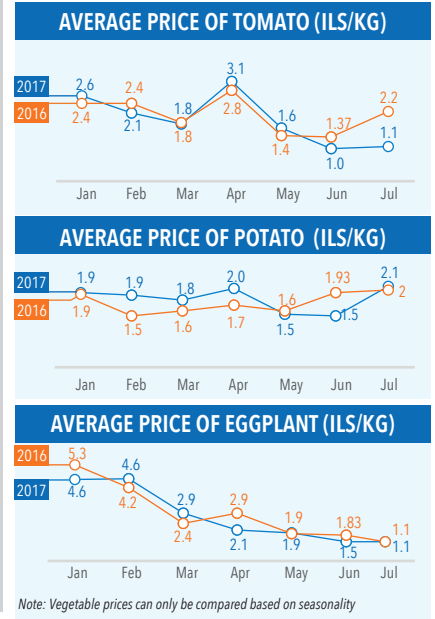 AVERAGE PRICE OF TOMATO (ILS/KG)
3.1
2017 2.6 2.4 1.8 2.8 1.6 1.37 2.2
2016 2.4 2.1 1.8 1.4 1.0 1.1
Jan Feb Mar Apr May Jun Jul
AVERAGE PRICE OF POTATO (ILS/KG)
2017 1.9 1.9 1.8 2.0 1.6 1.93 2.1
2016 1.9 1.5 1.6 1.7 1.5 1.5 2
Jan Feb Mar Apr May Jun Jul
AVERAGE PRICE OF EGGPLANT (ILS/KG)
2016 5.3 4.6
2017 4.6 4.2 2.9 2.9 1.9 1.83 1.1
2.4 2.1 1.9 1.5 1.1
Jan Feb Mar Apr May Jun Jul
Note: Vegetable prices can only be compared based on seasonality